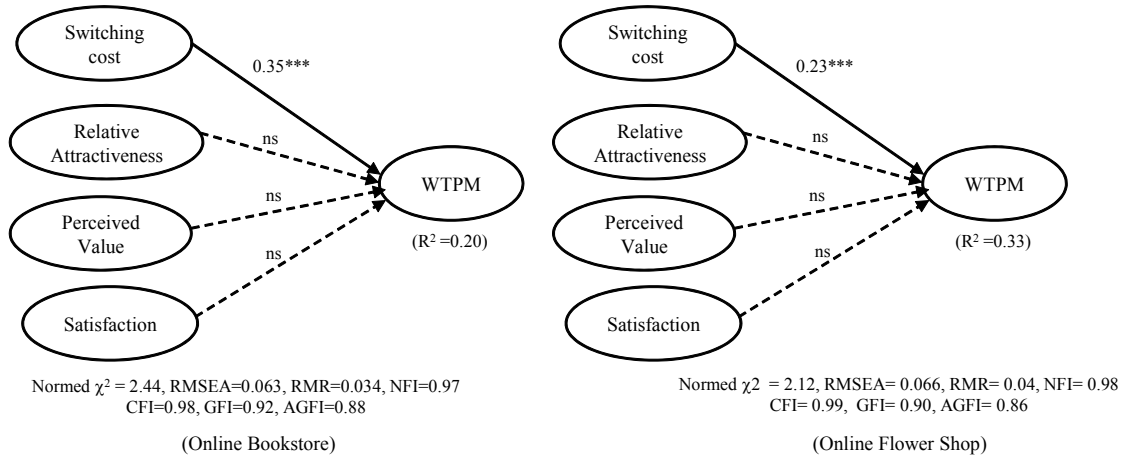 Switching
cost
0.35***
Relative
Attractiveness
ns
WTPM
ns
Perceived
Value
(R² =0.20)
ns
Satisfaction
Normed χ² = 2.44, RMSEA=0.063, RMR=0.034, NFI=0.97
CFI=0.98, GFI=0.92, AGFI=0.88
(Online Bookstore)
Switching
cost
0.23***
Relative
Attractiveness
ns
WTPM
ns
Perceived
Value
(R² =0.33)
ns
Satisfaction
Normed χ2 = 2.12, RMSEA= 0.066, RMR= 0.04, NFI= 0.98
CFI= 0.99, GFI= 0.90, AGFI= 0.86
(Online Flower Shop)